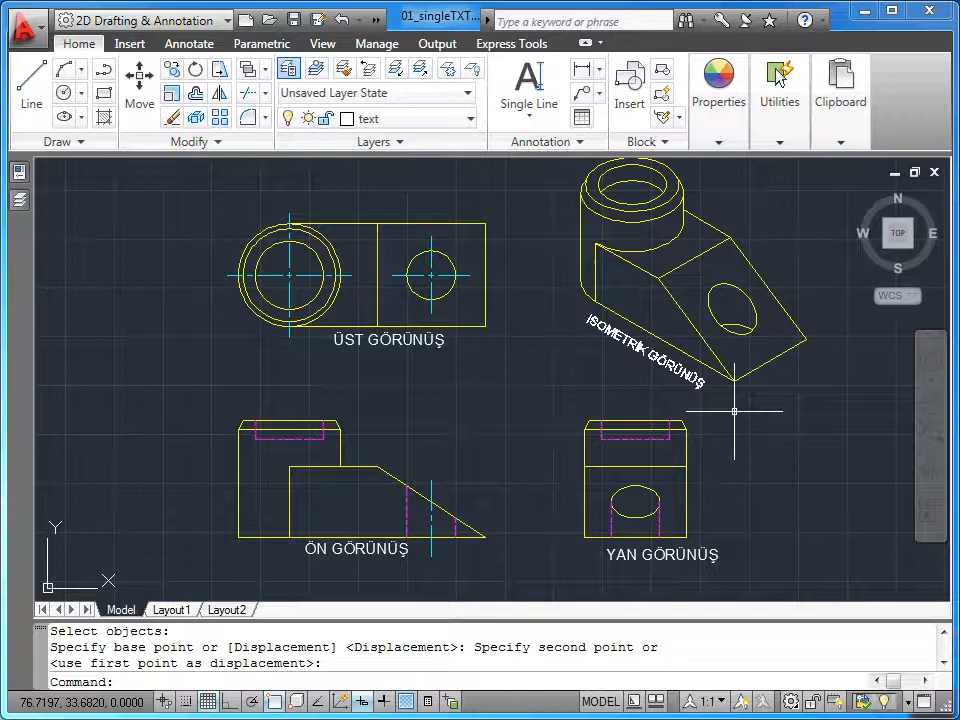 2D Drafting & Annotation
01_singleTXT...
Type a keyword or phrase
Home Insert Annotate Parametric View Manage Output Express Tools
Line
Move
Unsaved Layer State
text
Single Line
Insert
Properties
Utilities
Clipboard
Draw Modify Layers Annotation Block
N
W TOP E
S
WCS
ÜST GÖRÜNÜŞ
İSOMETRİK GÖRÜNÜŞ
ÖN GÖRÜNÜŞ
YAN GÖRÜNÜŞ
Y
X
Model Layout1 Layout2
Select objects:
Specify base point or [Displacement] <Displacement>: Specify second point or
<use first point as displacement>:
Command:
76.7197, 33.6820, 0.0000
MODEL
1:1